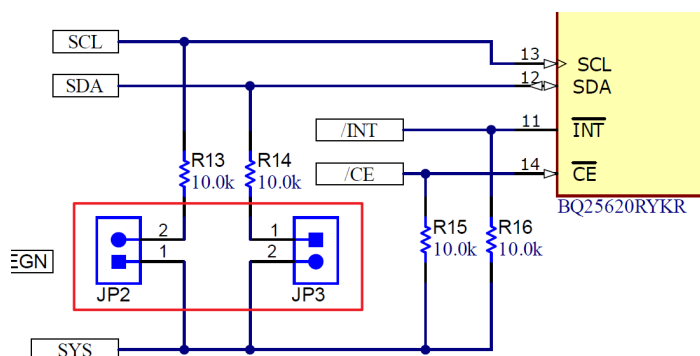 SCL
13
SCL
SDA
12
SDA
/INT
11
INT
/CE
14
CE
BQ25620RYKR
R13
10.0k
R14
10.0k
R15
10.0k
R16
10.0k
2
1
JP2
1
2
JP3
EGN
SYS